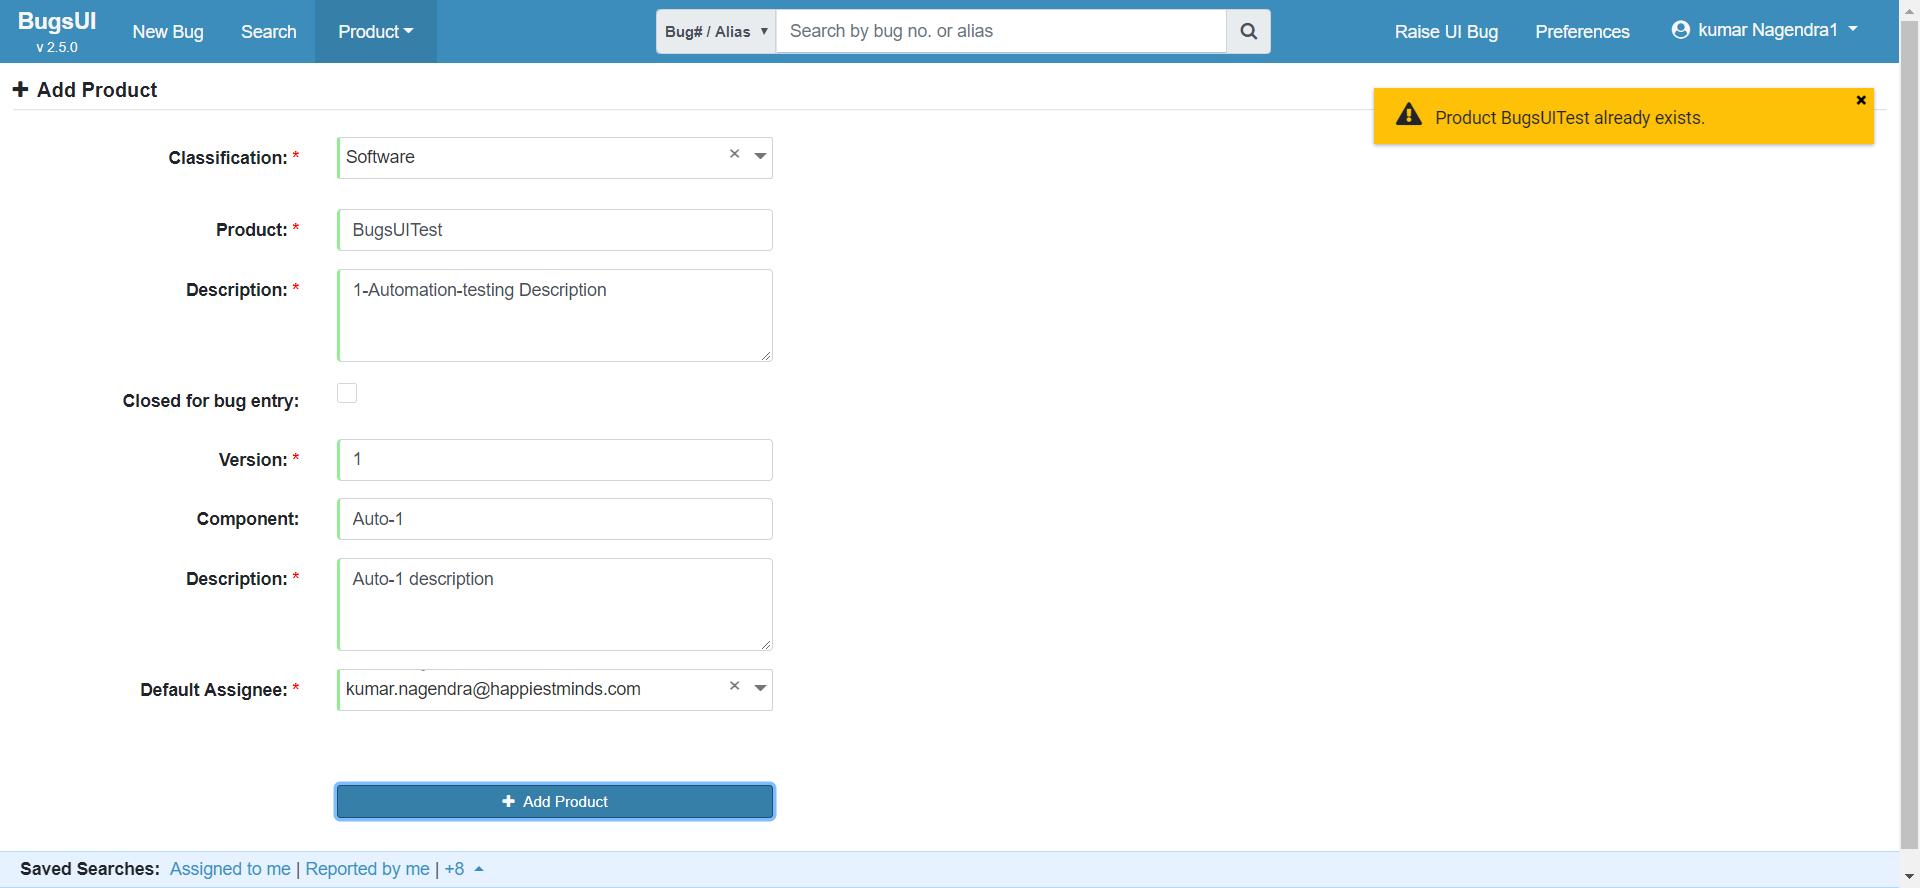 BugsUI
v 2.5.0
New Bug
Search
Product
Bug# / Alias
Search by bug no. or alias
Raise UI Bug
Preferences
kumar Nagendra1
Add Product
Product BugsUITest already exists.
Classification: *
Software
Product: *
BugsUITest
Description: *
1-Automation-testing Description
Closed for bug entry:
Version: *
1
Component:
Auto-1
Description: *
Auto-1 description
Default Assignee: *
kumar.nagendra@happiestminds.com
Add Product
Saved Searches: Assigned to me | Reported by me | +8